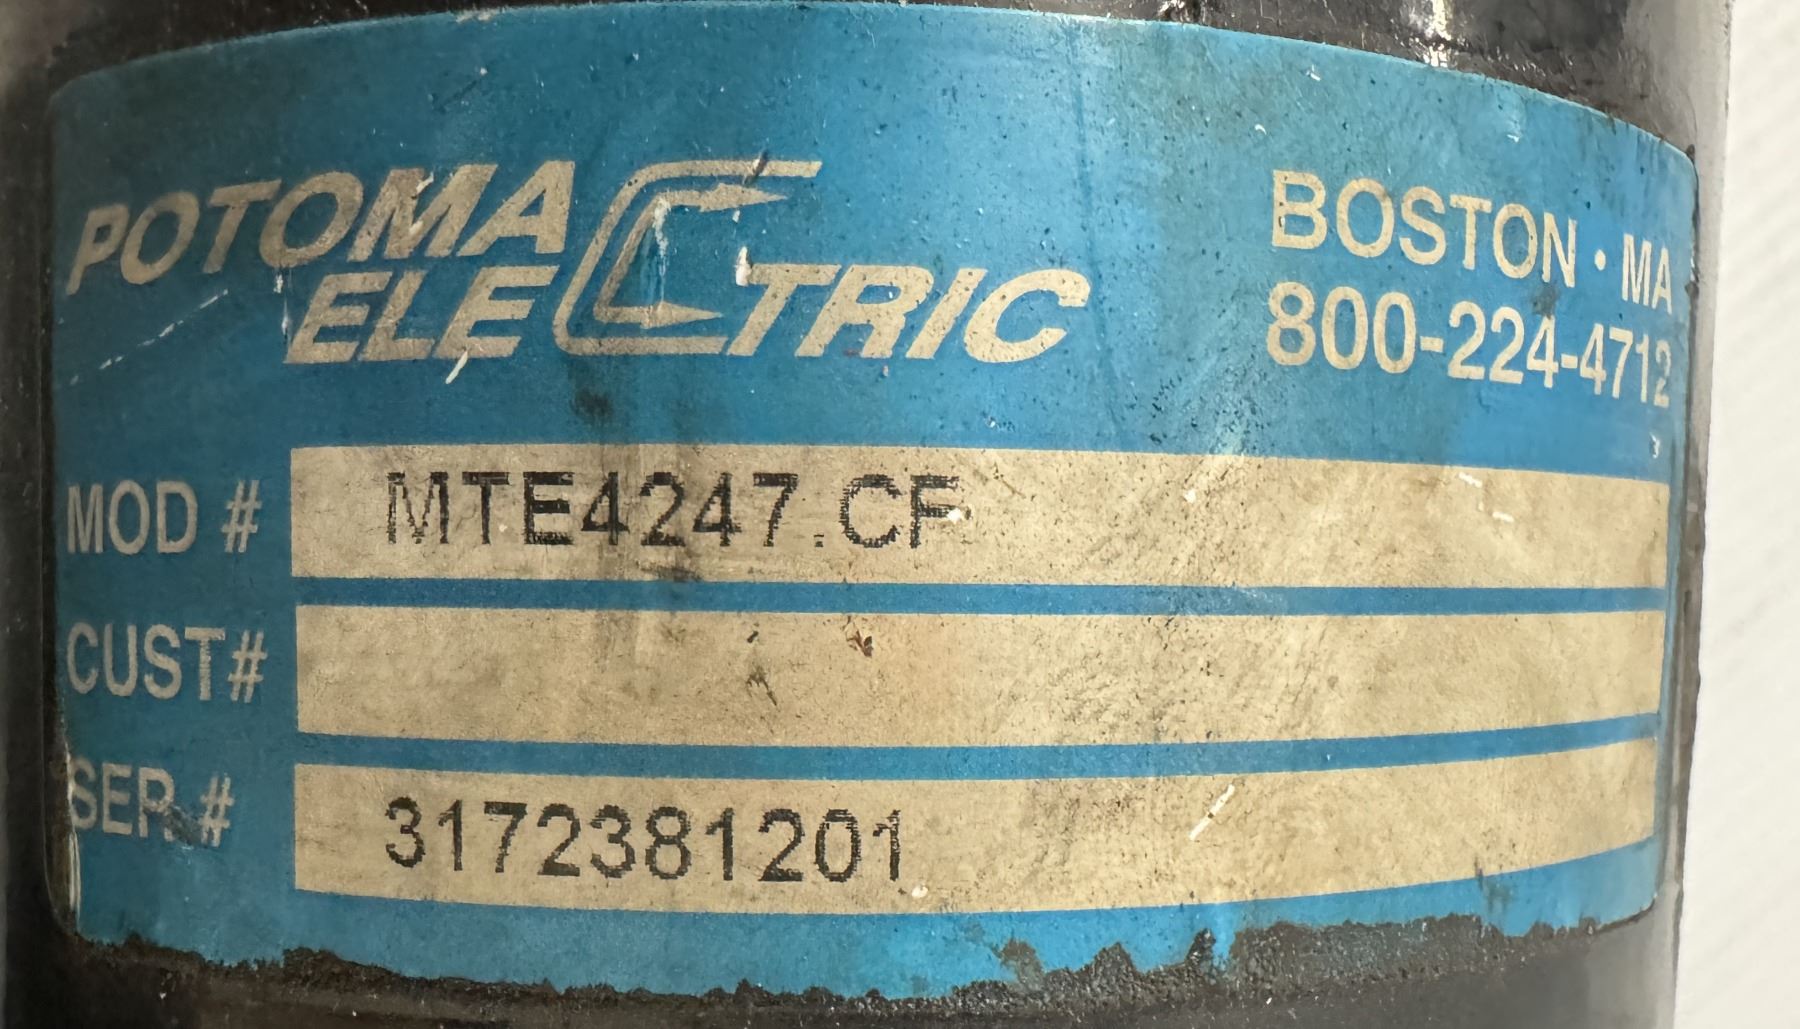 POTOMAC
ELECTRIC
BOSTON · MA
800-224-4712
MOD # MTE4247.CF
CUST#
SER # 3172381201